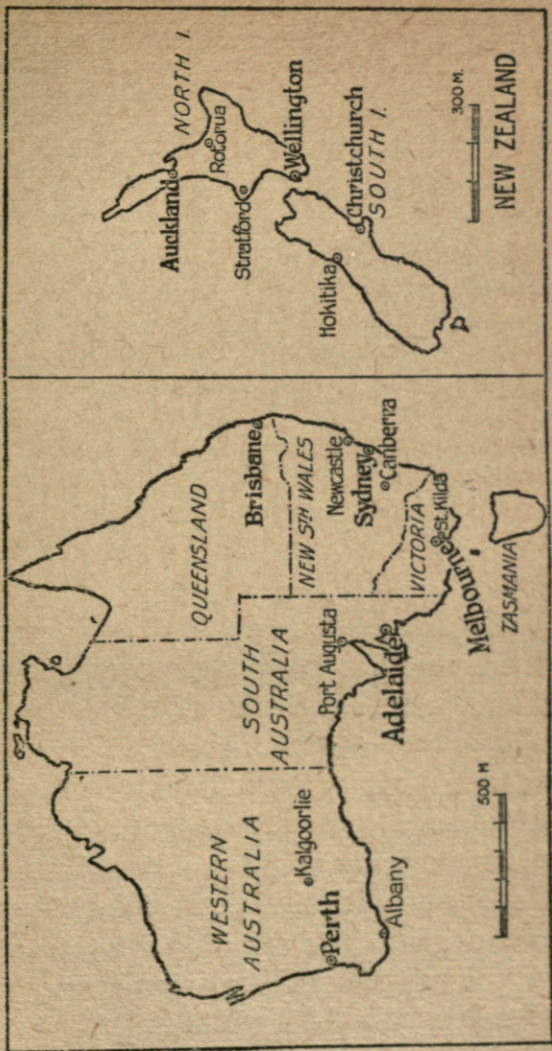 QUEENSLAND
Brisbane
WESTERN
AUSTRALIA
SOUTH
AUSTRALIA
NEW STH WALES
Kalgoorlie
Port Augusta
Newcastle
Perth
Sydney
Canberra
Adelaide
Albany
VICTORIA
St. Kilda
Melbourne
TASMANIA
500 M
Auckland
NORTH I.
Rotorua
Stratford
Wellington
Hokitika
Christchurch
SOUTH I.
300 M.
NEW ZEALAND